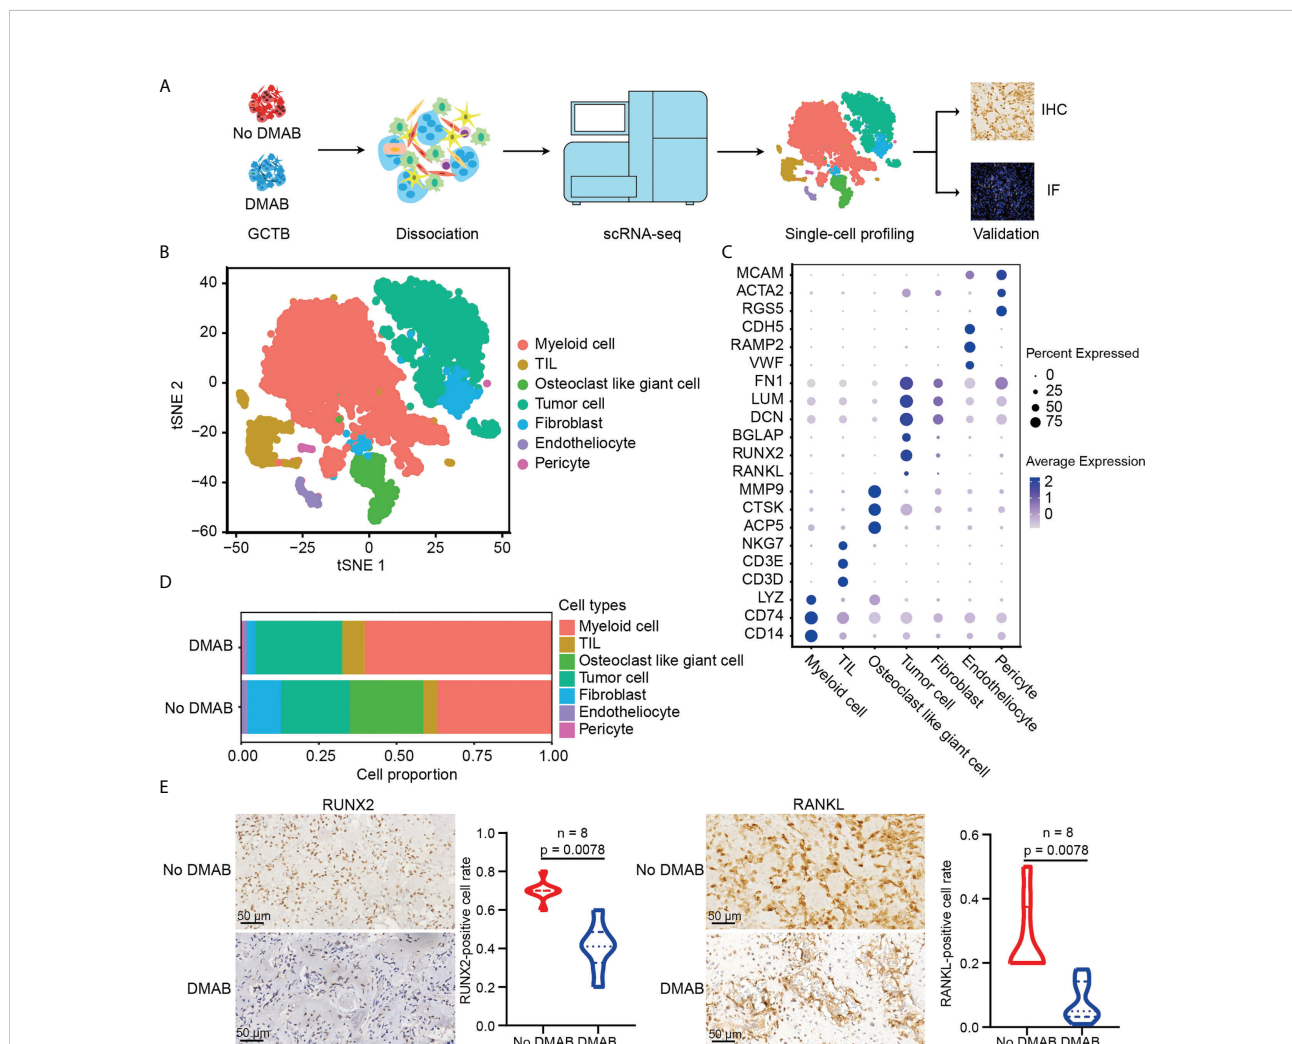 A
No DMAB
DMAB
GCTB
Dissociation
scRNA-seq
Single-cell profiling
IHC
IF
Validation
B
40
20
0
−20
−40
−60
tSNE 2
−50
−25
0
25
50
tSNE 1
Myeloid cell
TIL
Osteoclast like giant cell
Tumor cell
Fibroblast
Endotheliocyte
Pericyte
C
MCAM
ACTA2
RGS5
CDH5
RAMP2
VWF
FN1
LUM
DCN
BGLAP
RUNX2
RANKL
MMP9
CTSK
ACP5
NKG7
CD3E
CD3D
LYZ
CD74
CD14
Myeloid cell
TIL
Osteoclast like giant cell
Tumor cell
Fibroblast
Endotheliocyte
Pericyte
Percent Expressed
0
25
50
75
Average Expression
2
1
0
D
DMAB
No DMAB
0.00
0.25
0.50
0.75
1.00
Cell proportion
Cell types
Myeloid cell
TIL
Osteoclast like giant cell
Tumor cell
Fibroblast
Endotheliocyte
Pericyte
E
RUNX2
No DMAB
50 µm
DMAB
50 µm
RUNX2-positive cell rate
1.0
0.8
0.6
0.4
0.2
0.0
n = 8
p = 0.0078
No DMAB DMAB
RANKL
No DMAB
50 µm
DMAB
50 µm
RANKL-positive cell rate
0.6
0.4
0.2
0.0
n = 8
p = 0.0078
No DMAB DMAB